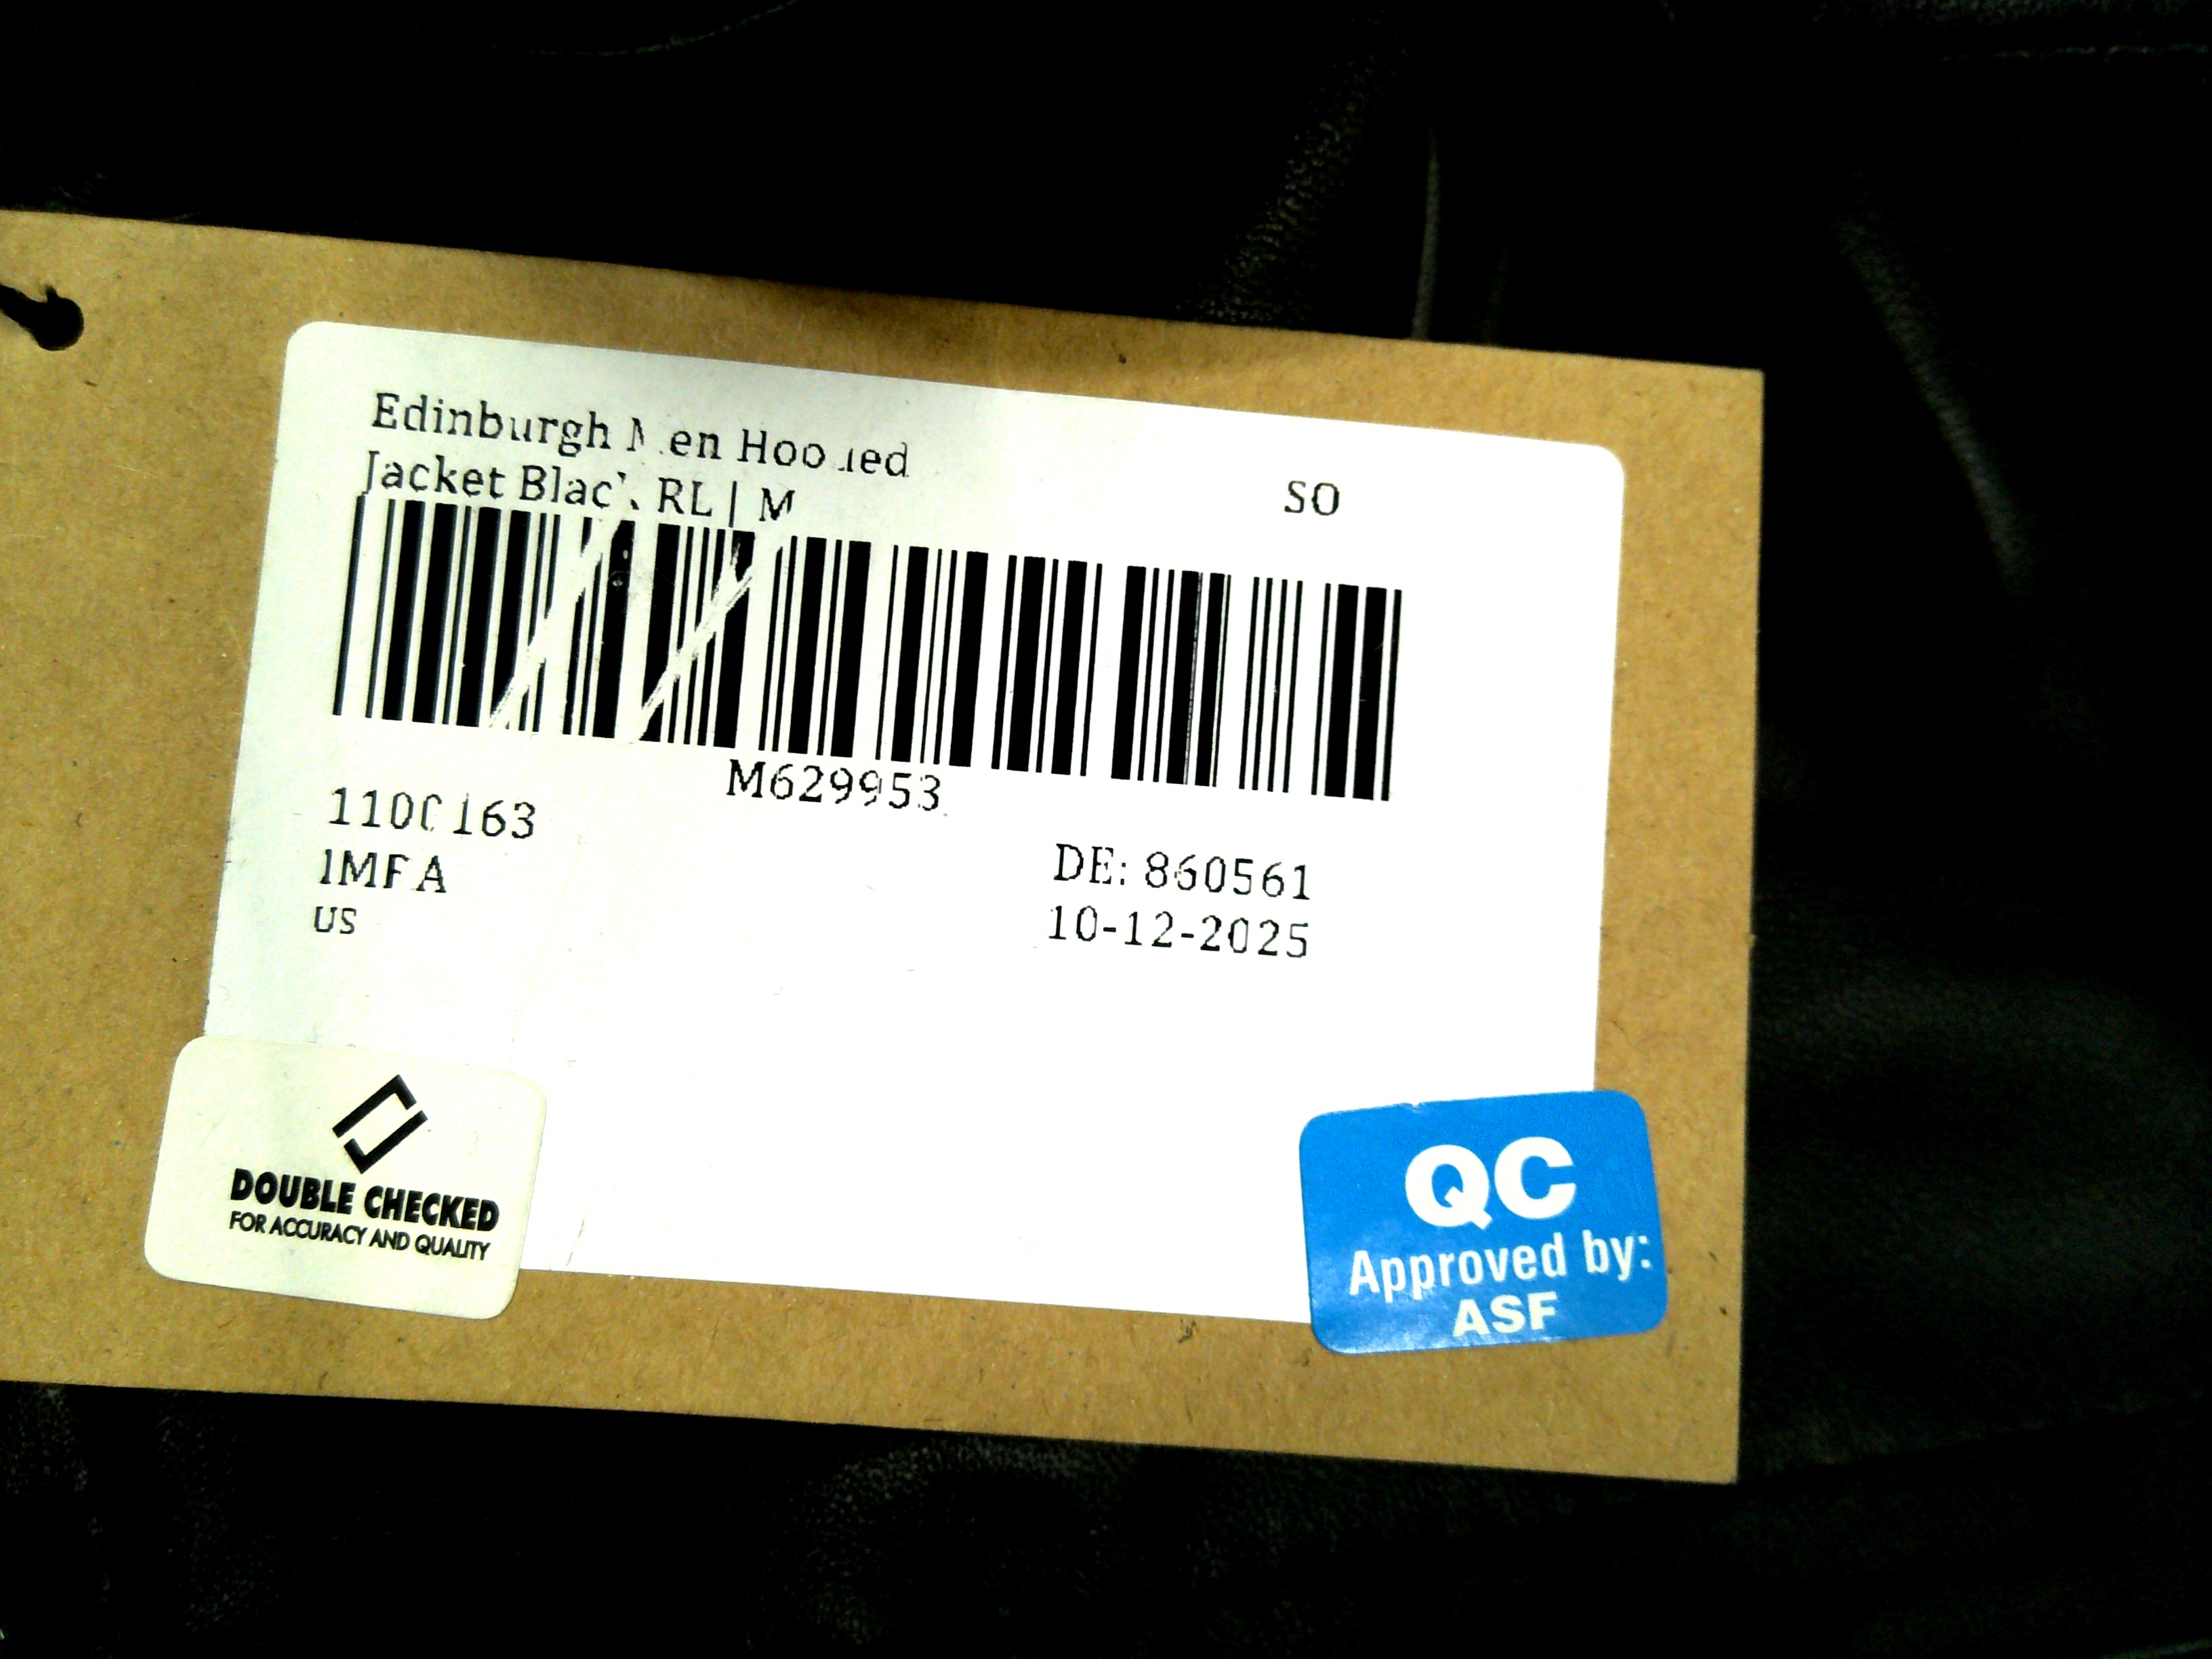 Edinburgh Men Hooded
Jacket Black RL | M
SO
M629953
1100163
DE: 860561
10-12-2025
US
DOUBLE CHECKED
FOR ACCURACY AND QUALITY
QC
Approved by:
ASF